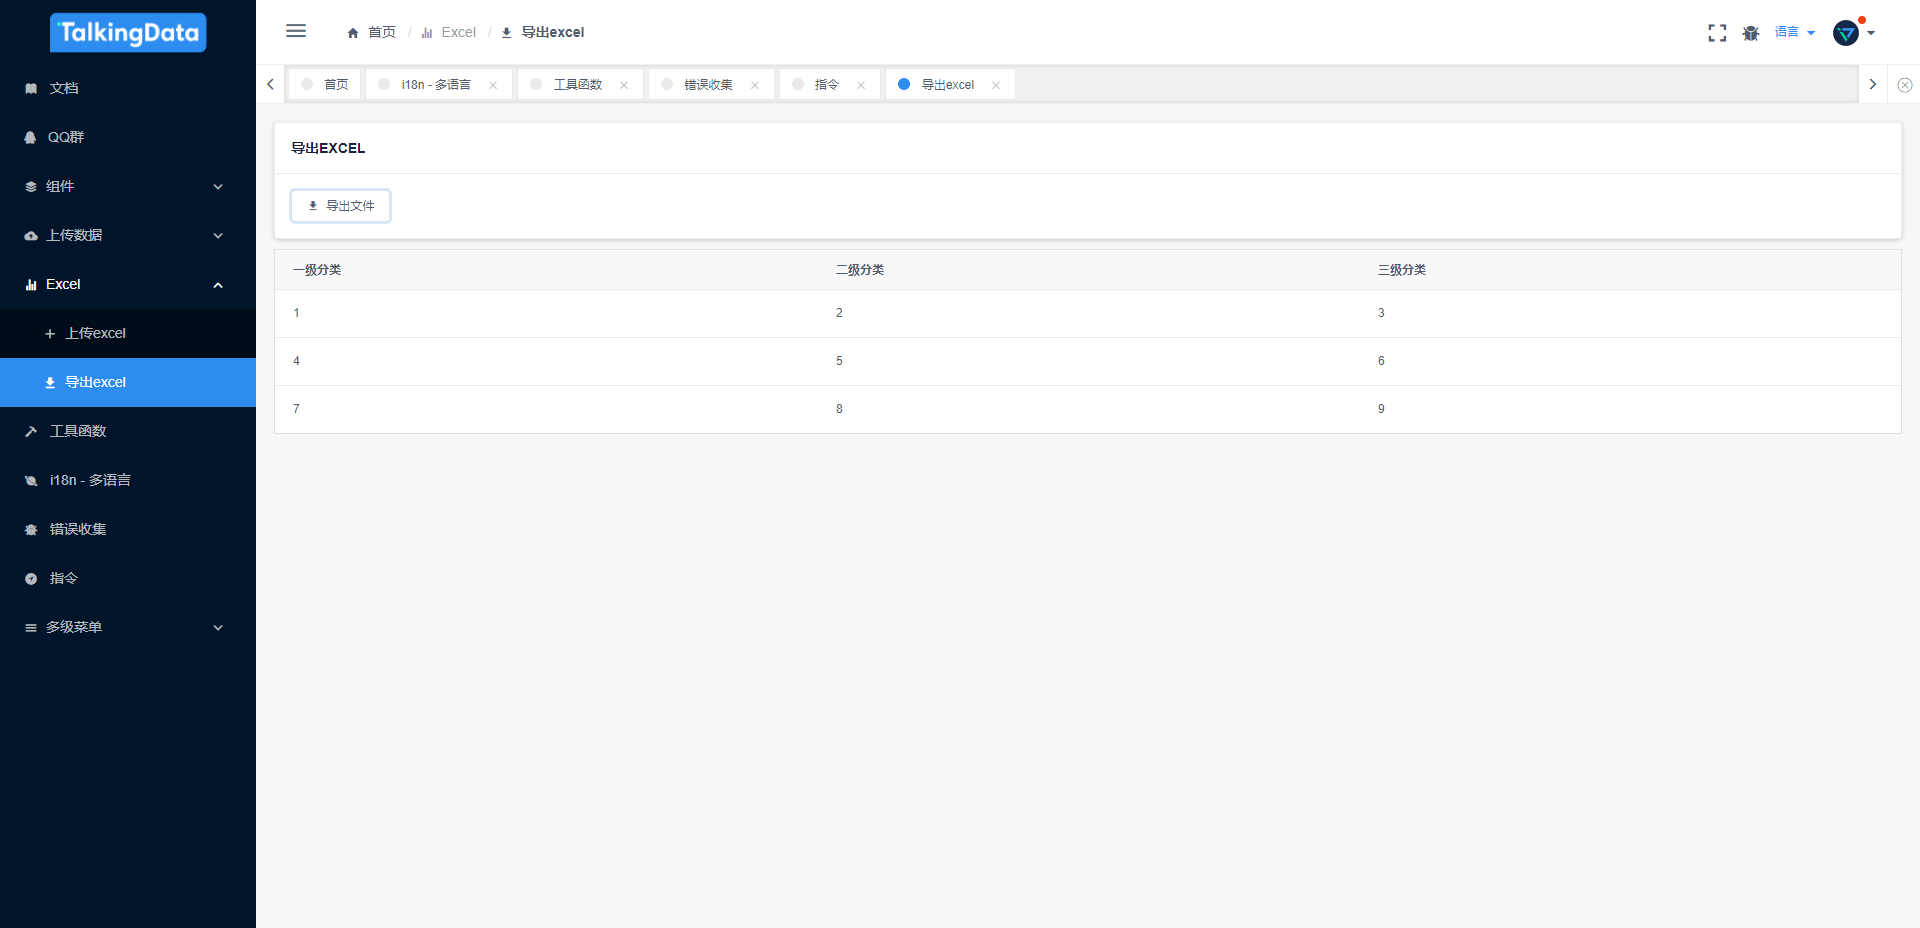 TalkingData
文档
QQ群
组件
上传数据
Excel
上传excel
导出excel
工具函数
i18n - 多语言
错误收集
指令
多级菜单
首页 / Excel / 导出excel
语言
首页
i18n - 多语言
工具函数
错误收集
指令
导出excel
导出EXCEL
导出文件
一级分类 二级分类 三级分类
1 2 3
4 5 6
7 8 9